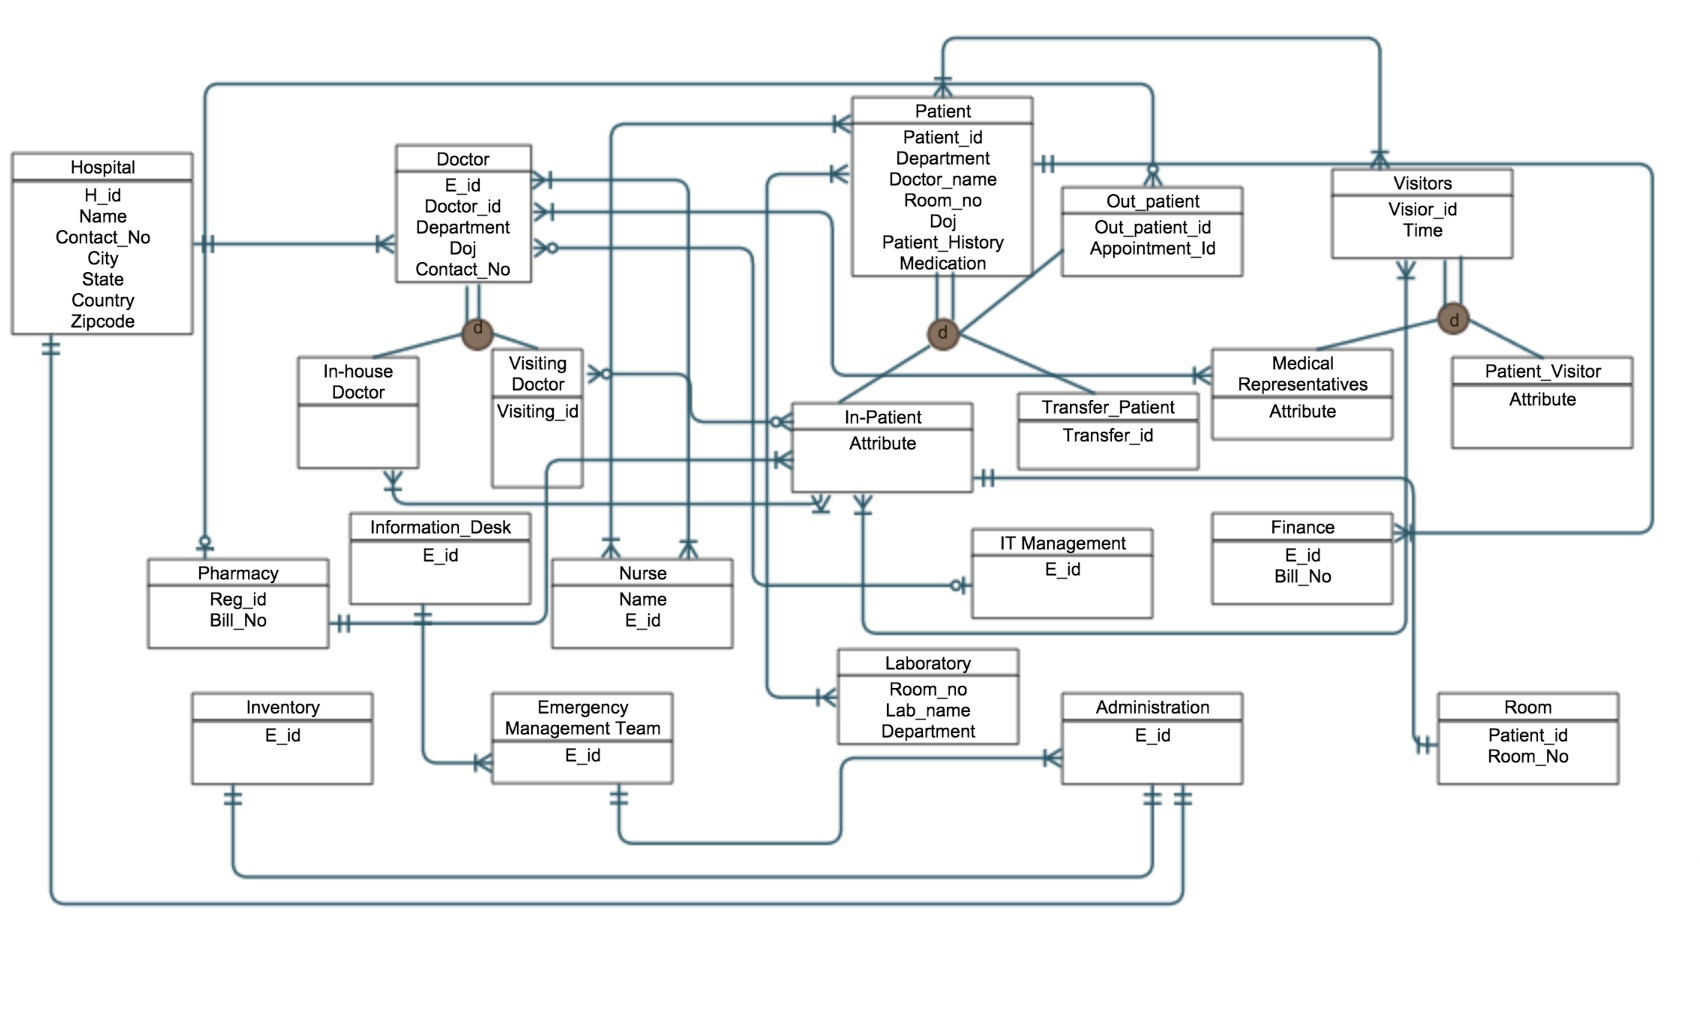 Patient
Patient_id
Department
Doctor_name
Room_no
Doj
Patient_History
Medication
Hospital
H_id
Name
Contact_No
City
State
Country
Zipcode
Doctor
E_id
Doctor_id
Department
Doj
Contact_No
Out_patient
Out_patient_id
Appointment_Id
Visitors
Visior_id
Time
d
d
d
In-house
Doctor
Visiting
Doctor
Visiting_id
In-Patient
Attribute
Transfer_Patient
Transfer_id
Medical
Representatives
Attribute
Patient_Visitor
Attribute
Pharmacy
Reg_id
Bill_No
Information_Desk
E_id
Nurse
Name
E_id
IT Management
E_id
Finance
E_id
Bill_No
Inventory
E_id
Emergency
Management Team
E_id
Laboratory
Room_no
Lab_name
Department
Administration
E_id
Room
Patient_id
Room_No